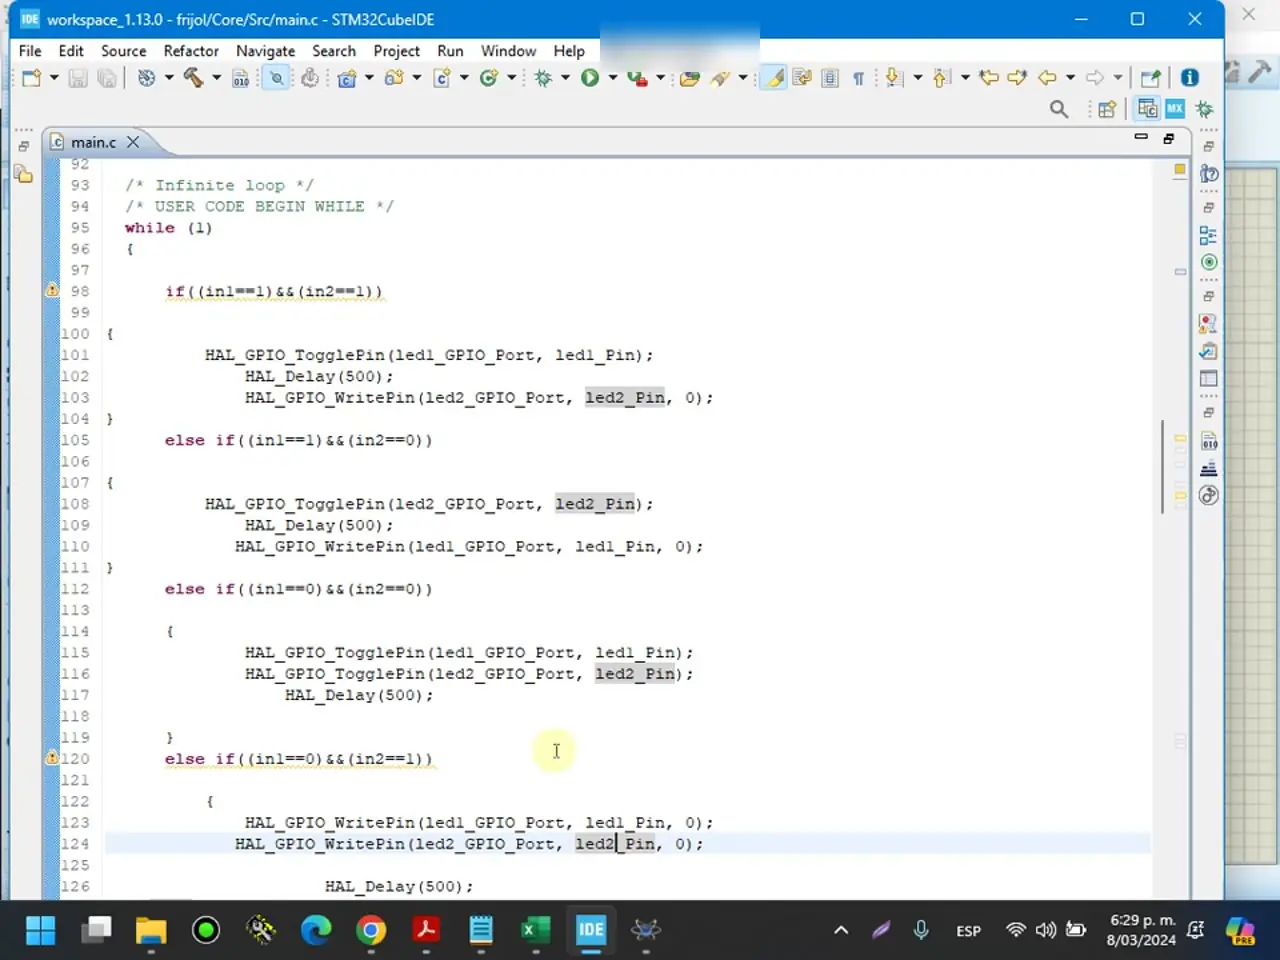 IDE workspace_1.13.0 - frijol/Core/Src/main.c - STM32CubeIDE
File Edit Source Refactor Navigate Search Project Run Window Help
main.c
92
93 /* Infinite loop */
94 /* USER CODE BEGIN WHILE */
95 while (1)
96 {
97
98 if((in1==1)&&(in2==1))
99
100 {
101 HAL_GPIO_TogglePin(led1_GPIO_Port, led1_Pin);
102 HAL_Delay(500);
103 HAL_GPIO_WritePin(led2_GPIO_Port, led2_Pin, 0);
104 }
105 else if((in1==1)&&(in2==0))
106
107 {
108 HAL_GPIO_TogglePin(led2_GPIO_Port, led2_Pin);
109 HAL_Delay(500);
110 HAL_GPIO_WritePin(led1_GPIO_Port, led1_Pin, 0);
111 }
112 else if((in1==0)&&(in2==0))
113
114 {
115 HAL_GPIO_TogglePin(led1_GPIO_Port, led1_Pin);
116 HAL_GPIO_TogglePin(led2_GPIO_Port, led2_Pin);
117 HAL_Delay(500);
118
119 }
120 else if((in1==0)&&(in2==1))
121
122 {
123 HAL_GPIO_WritePin(led1_GPIO_Port, led1_Pin, 0);
124 HAL_GPIO_WritePin(led2_GPIO_Port, led2_Pin, 0);
125
126 HAL_Delay(500);
IDE
ESP
6:29 p. m.
8/03/2024
PRE